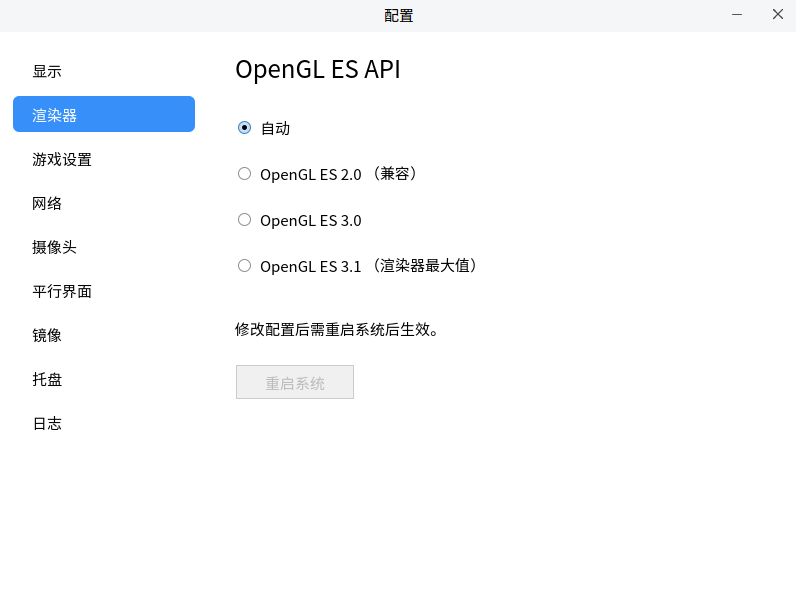 配置
显示
渲染器
游戏设置
网络
摄像头
平行界面
镜像
托盘
日志
OpenGL ES API
自动
OpenGL ES 2.0 （兼容）
OpenGL ES 3.0
OpenGL ES 3.1 （渲染器最大值）
修改配置后需重启系统后生效。
重启系统